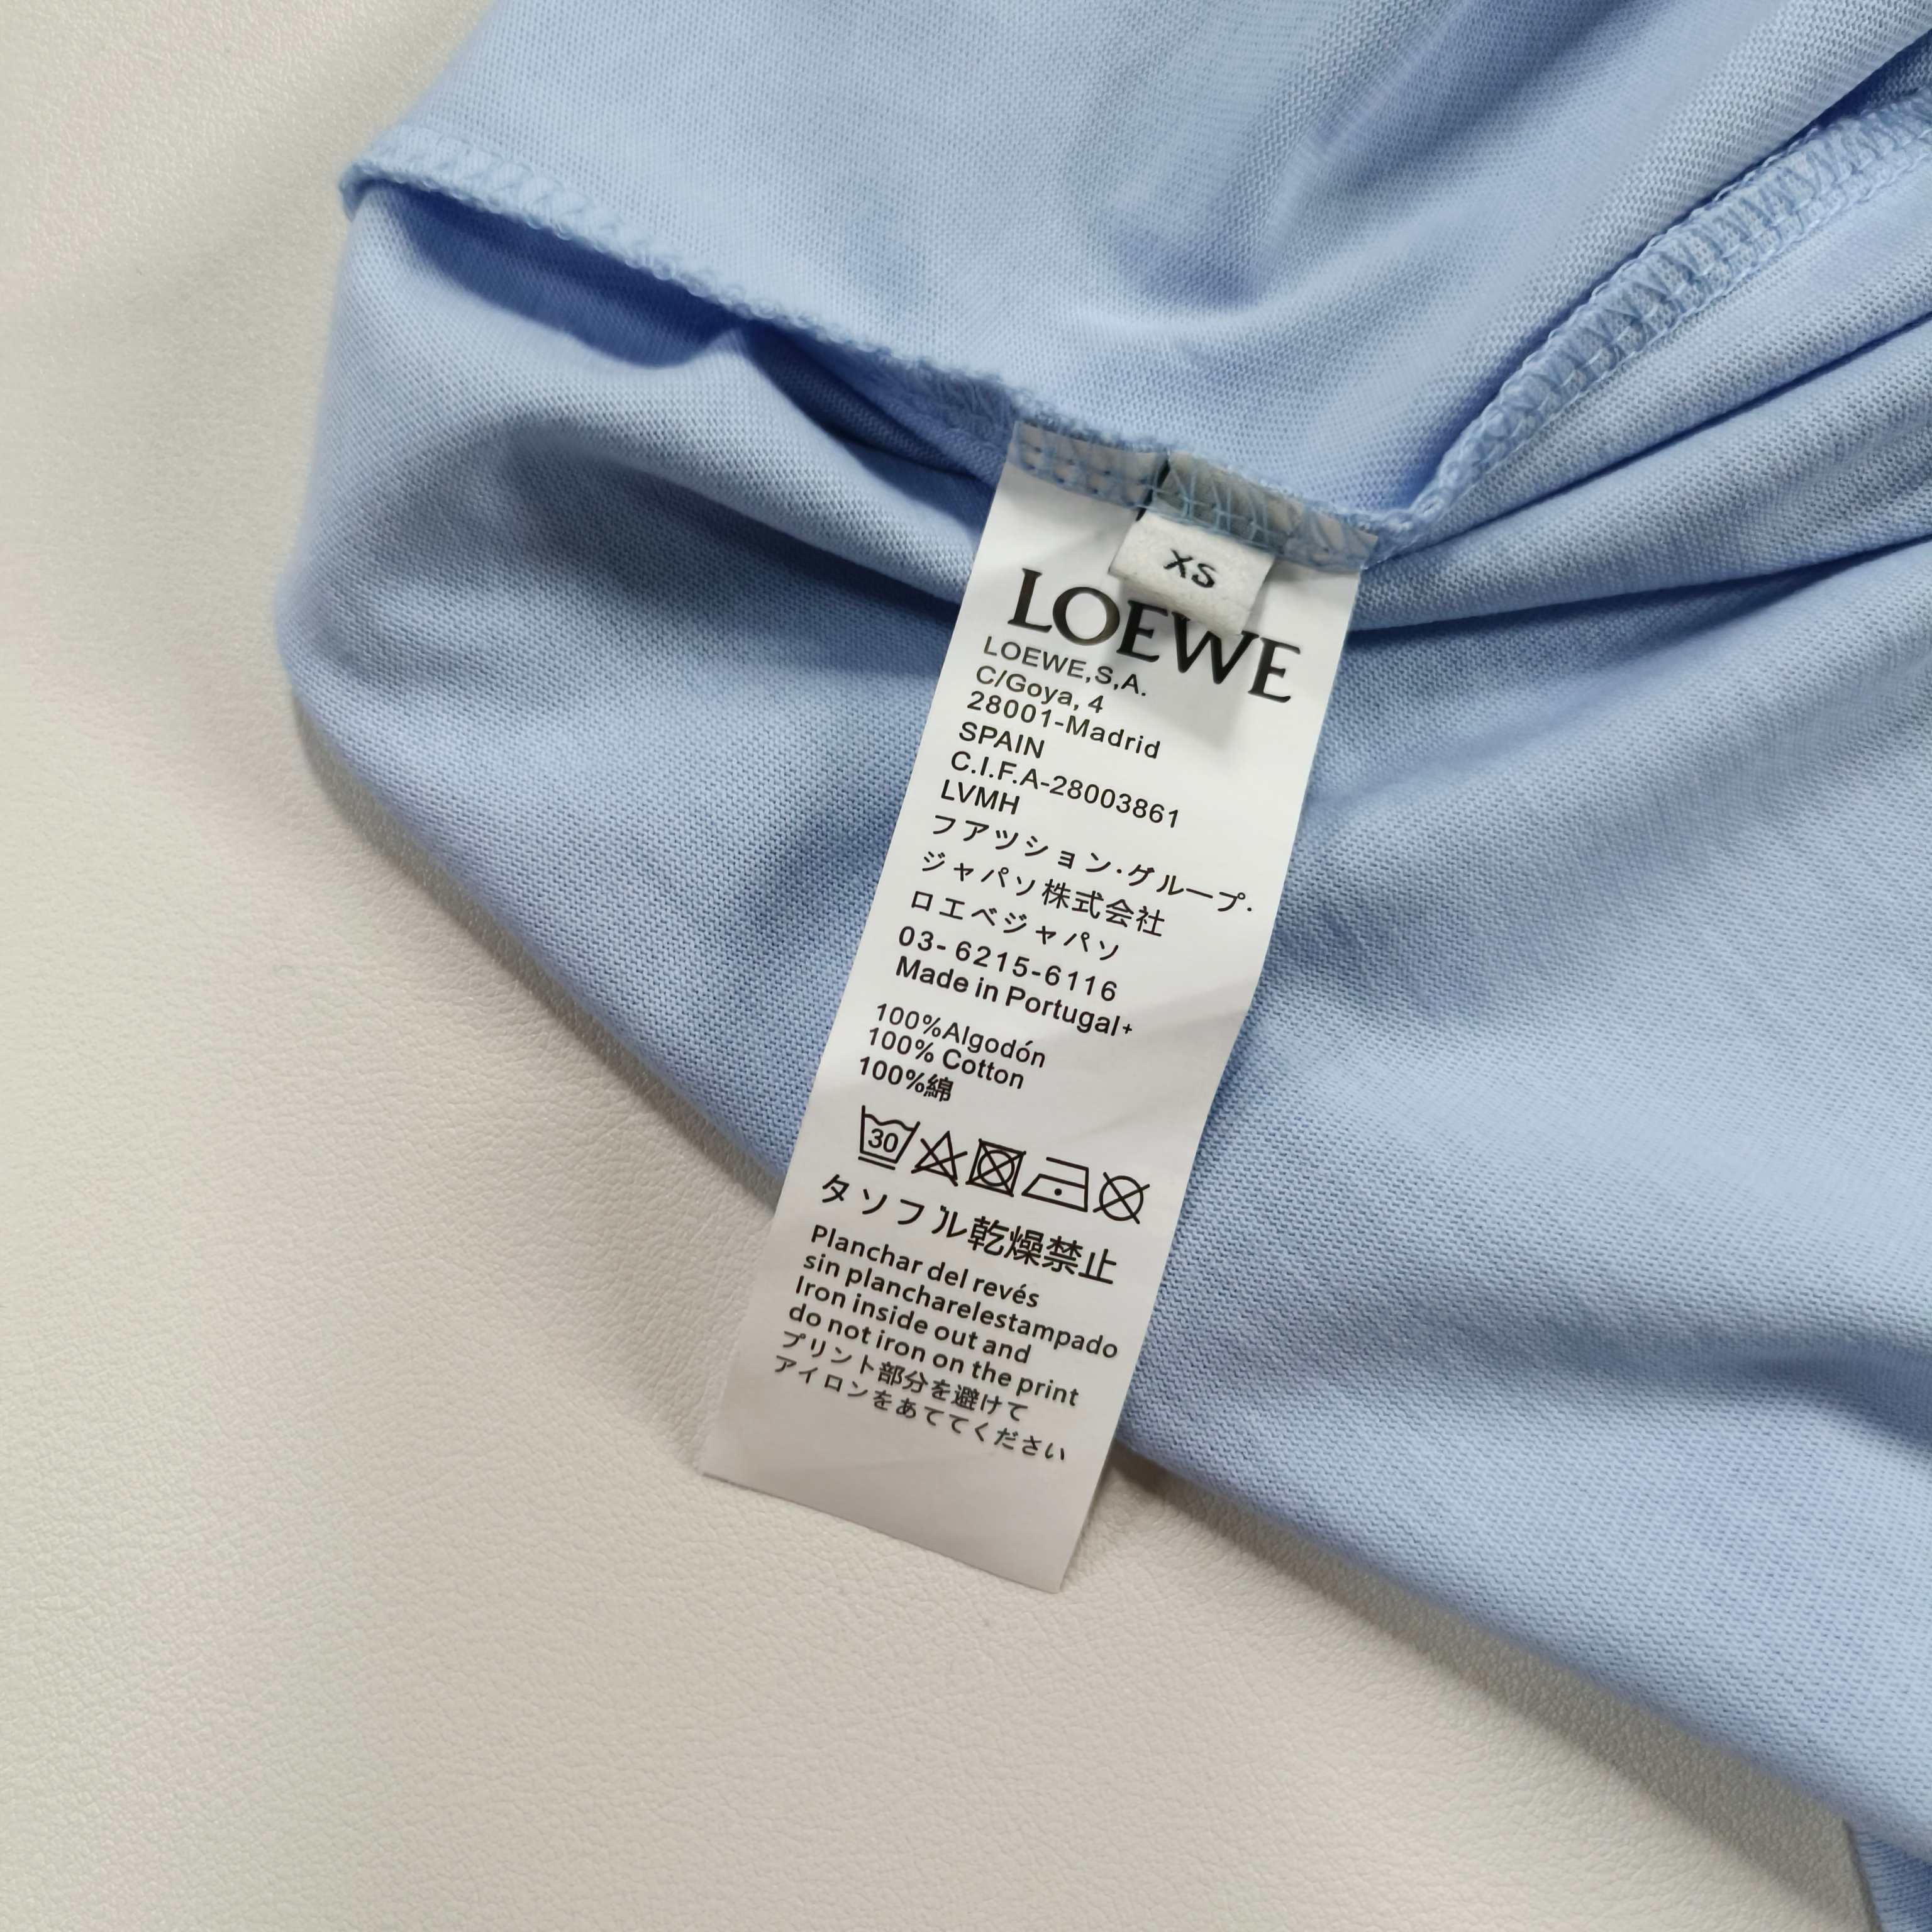 XS
LOEWE
LOEWE,S,A.
C/Goya, 4
28001-Madrid
SPAIN
C.I.F.A-28003861
LVMH
フアツション·グループ·
ジャパソ株式会社
ロエベジャパソ
03- 6215-6116
Made in Portugal+
100%Algodón
100% Cotton
100%綿
30
タソフル乾燥禁止
Planchar del revés
sin plancharelestampado
Iron inside out and
do not iron on the print
プリント部分を避けて
アイロンをあててください